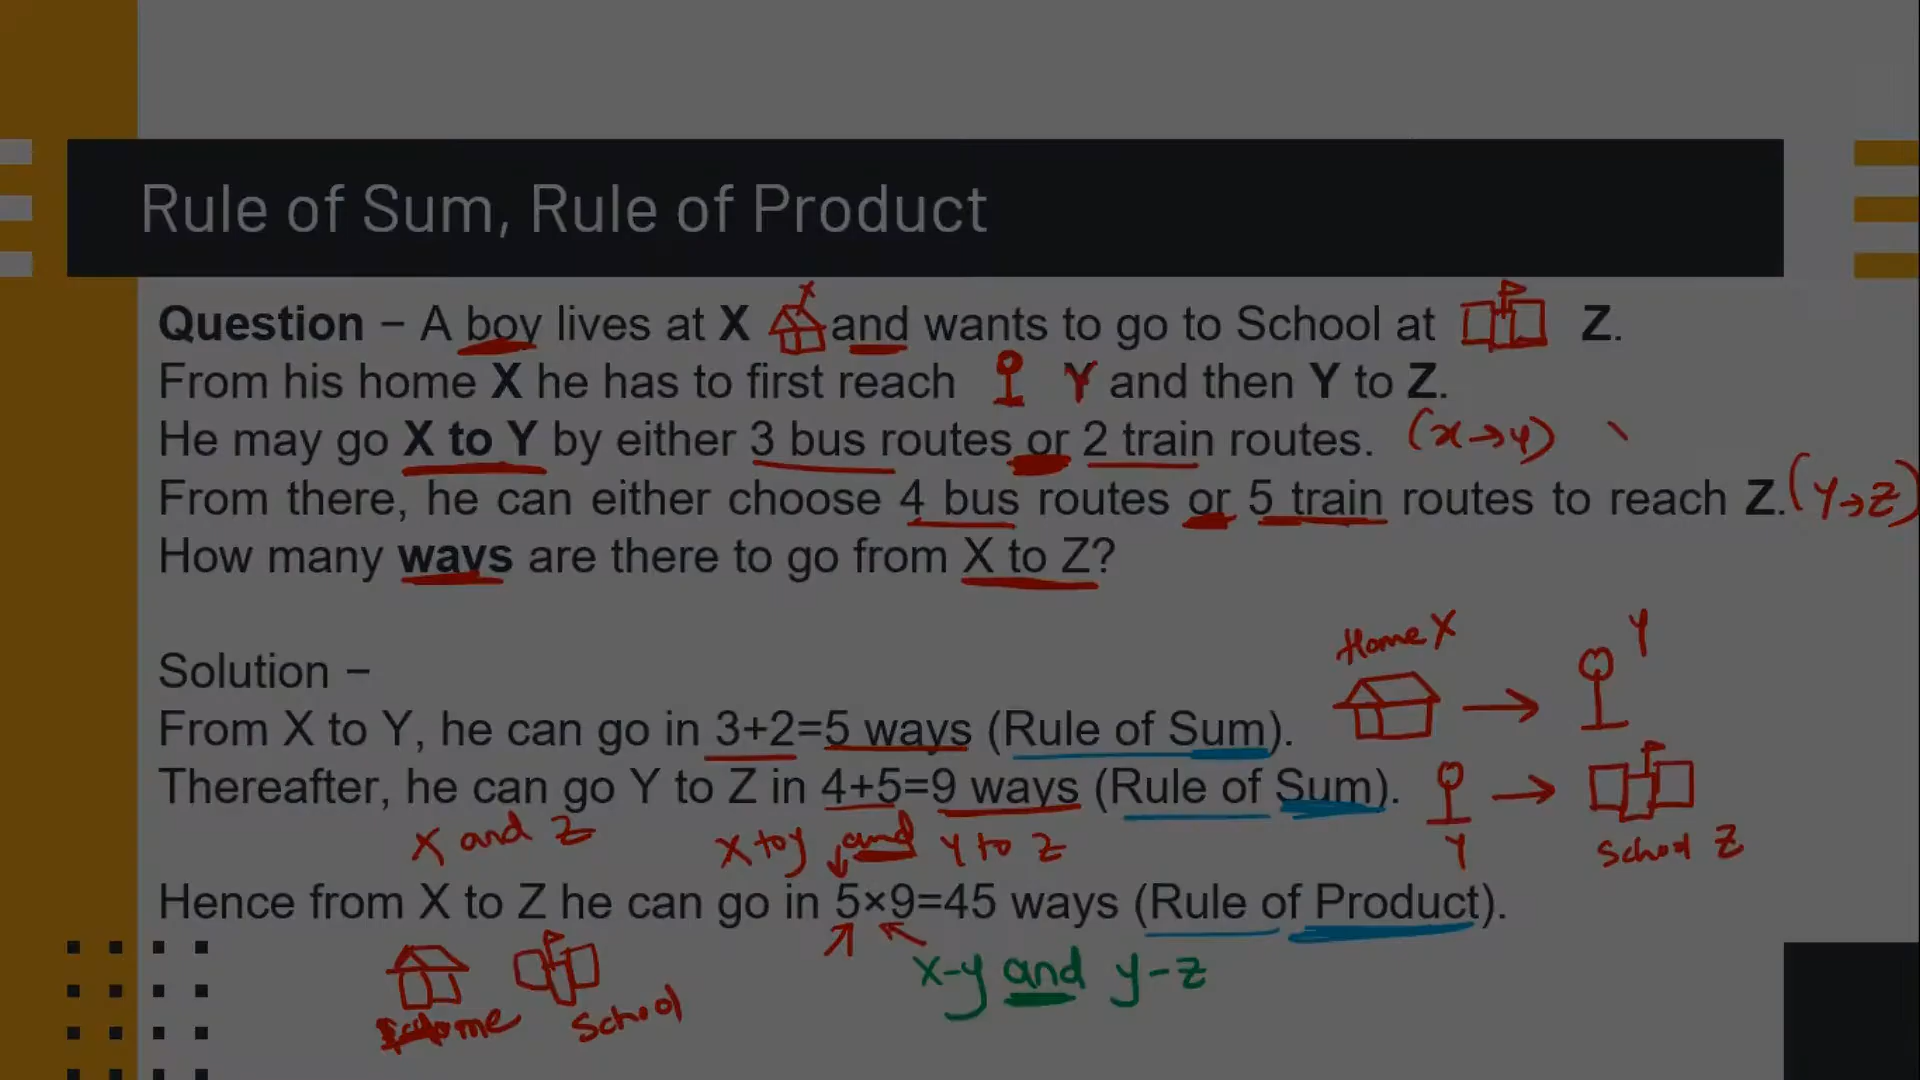 Rule of Sum, Rule of Product
Question – A boy lives at X and wants to go to School at Z.
From his home X he has to first reach Y and then Y to Z.
He may go X to Y by either 3 bus routes or 2 train routes. (x→y)
From there, he can either choose 4 bus routes or 5 train routes to reach Z. (Y→Z)
How many ways are there to go from X to Z?
Home X Y
Solution –
From X to Y, he can go in 3+2=5 ways (Rule of Sum).
Thereafter, he can go Y to Z in 4+5=9 ways (Rule of Sum).
X and Z X to y and Y to Z Y School Z
Hence from X to Z he can go in 5×9=45 ways (Rule of Product).
x-y and y-z
School